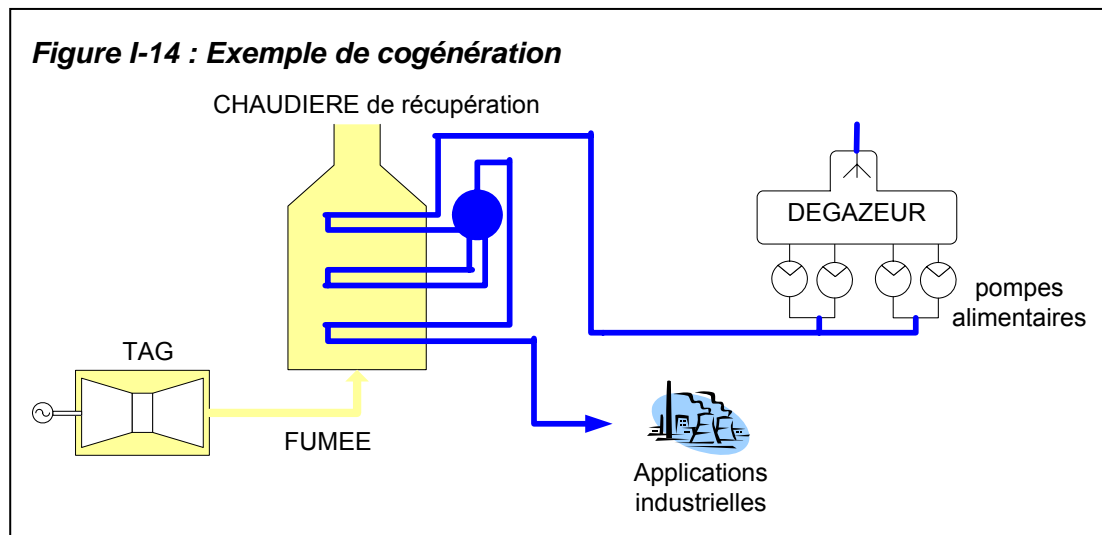 Figure I-14 : Exemple de cogénération
CHAUDIERE de récupération
DEGAZEUR
pompes
alimentaires
TAG
FUMEE
Applications
industrielles